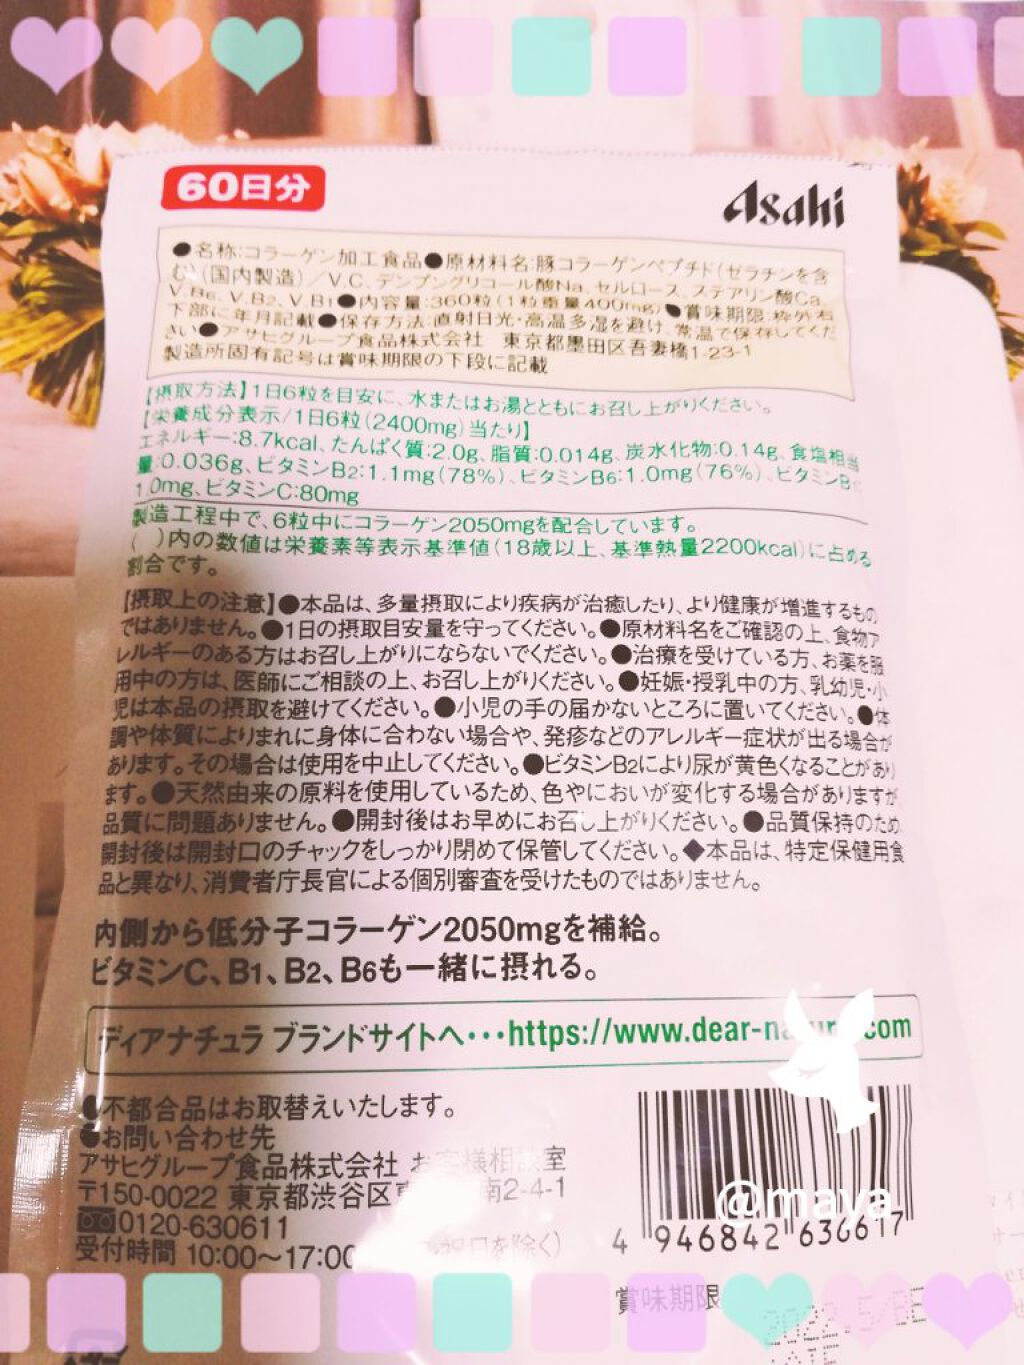 60日分
Asahi
●名称:コラーゲン加工食品●原材料名:豚コラーゲンペプチド(ゼラチンを含
む)(国内製造)/V.C、デンプングリコール酸Na、セルロース、ステアリン酸Ca、
V.B6、V.B2、V.B1●内容量:360粒(1粒重量400mg)●賞味期限:枠外右
下部に年月記載●保存方法:直射日光・高温多湿を避け、常温で保存してくだ
さい●アサヒグループ食品株式会社 東京都墨田区吾妻橋1-23-1
製造所固有記号は賞味期限の下段に記載
【摂取方法】1日6粒を目安に、水またはお湯とともにお召し上がりください。
【栄養成分表示/1日6粒(2400mg)当たり】
エネルギー:8.7kcal、たんぱく質:2.0g、脂質:0.014g、炭水化物:0.14g、食塩相当
量:0.036g、ビタミンB2:1.1mg(78%)、ビタミンB6:1.0mg(76%)、ビタミンB1:
1.0mg、ビタミンC:80mg
製造工程中で、6粒中にコラーゲン2050mgを配合しています。
( )内の数値は栄養素等表示基準値(18歳以上、基準熱量2200kcal)に占める
割合です。
【摂取上の注意】●本品は、多量摂取により疾病が治癒したり、より健康が増進するもの
ではありません。●1日の摂取目安量を守ってください。●原材料名をご確認の上、食物ア
レルギーのある方はお召し上がりにならないでください。●治療を受けている方、お薬を服
用中の方は、医師にご相談の上、お召し上がりください。●妊娠・授乳中の方、乳幼児・小
児は本品の摂取を避けてください。●小児の手の届かないところに置いてください。●体
調や体質によりまれに身体に合わない場合や、発疹などのアレルギー症状が出る場合が
あります。その場合は使用を中止してください。●ビタミンB2により尿が黄色くなることがあり
ます。●天然由来の原料を使用しているため、色やにおいが変化する場合がありますが、
品質に問題ありません。●開封後はお早めにお召し上がりください。●品質保持のため、
開封後は開封口のチャックをしっかり閉めて保管してください。◆本品は、特定保健用食
品と異なり、消費者庁長官による個別審査を受けたものではありません。
内側から低分子コラーゲン2050mgを補給。
ビタミンC、B1、B2、B6も一緒に摂れる。
ディアナチュラ ブランドサイトへ・・・https://www.dear-natur com
●不都合品はお取替えいたします。
●お問い合わせ先
アサヒグループ食品株式会社 お客様相談室
〒150-0022 東京都渋谷区恵 南2-4-1
0120-630611
受付時間 10:00〜17:00 祝日を除く)
@maya
4 946842 636617
賞味期限
2022.5/BE
LATE